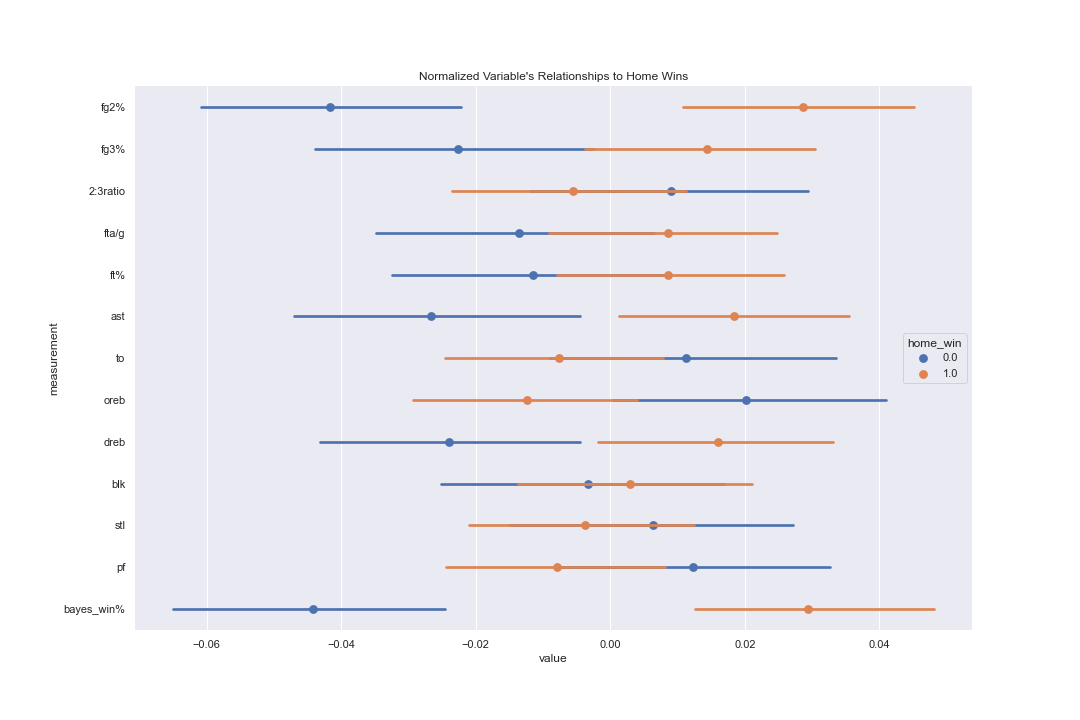 Normalized Variable's Relationships to Home Wins
fg2%
fg3%
2:3ratio
fta/g
ft%
ast
to
oreb
dreb
blk
stl
pf
bayes_win%
measurement
home_win
0.0
1.0
−0.06
−0.04
−0.02
0.00
0.02
0.04
value